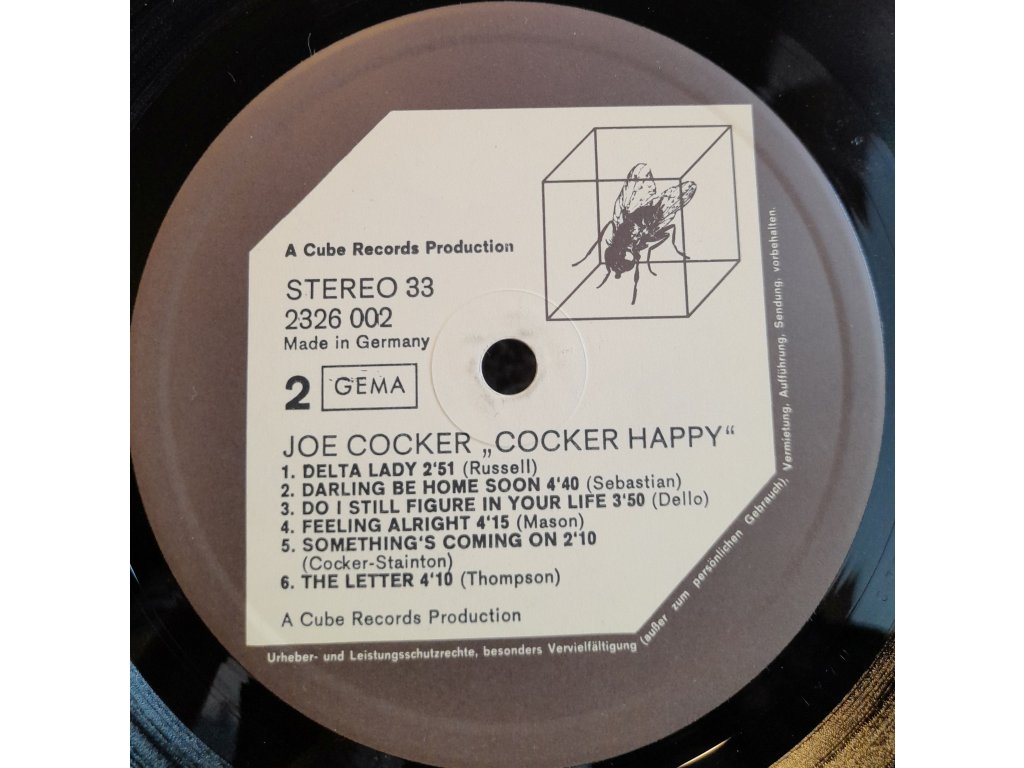 A Cube Records Production
STEREO 33
2326 002
Made in Germany
2 GEMA
JOE COCKER „COCKER HAPPY“
1. DELTA LADY 2'51 (Russell)
2. DARLING BE HOME SOON 4'40 (Sebastian)
3. DO I STILL FIGURE IN YOUR LIFE 3'50 (Dello)
4. FEELING ALRIGHT 4'15 (Mason)
5. SOMETHING'S COMING ON 2'10
(Cocker-Stainton)
6. THE LETTER 4'10 (Thompson)
A Cube Records Production
Urheber- und Leistungsschutzrechte, besonders Vervielfältigung (außer zum persönlichen Gebrauch), Vermietung, Aufführung, Sendung, vorbehalten.